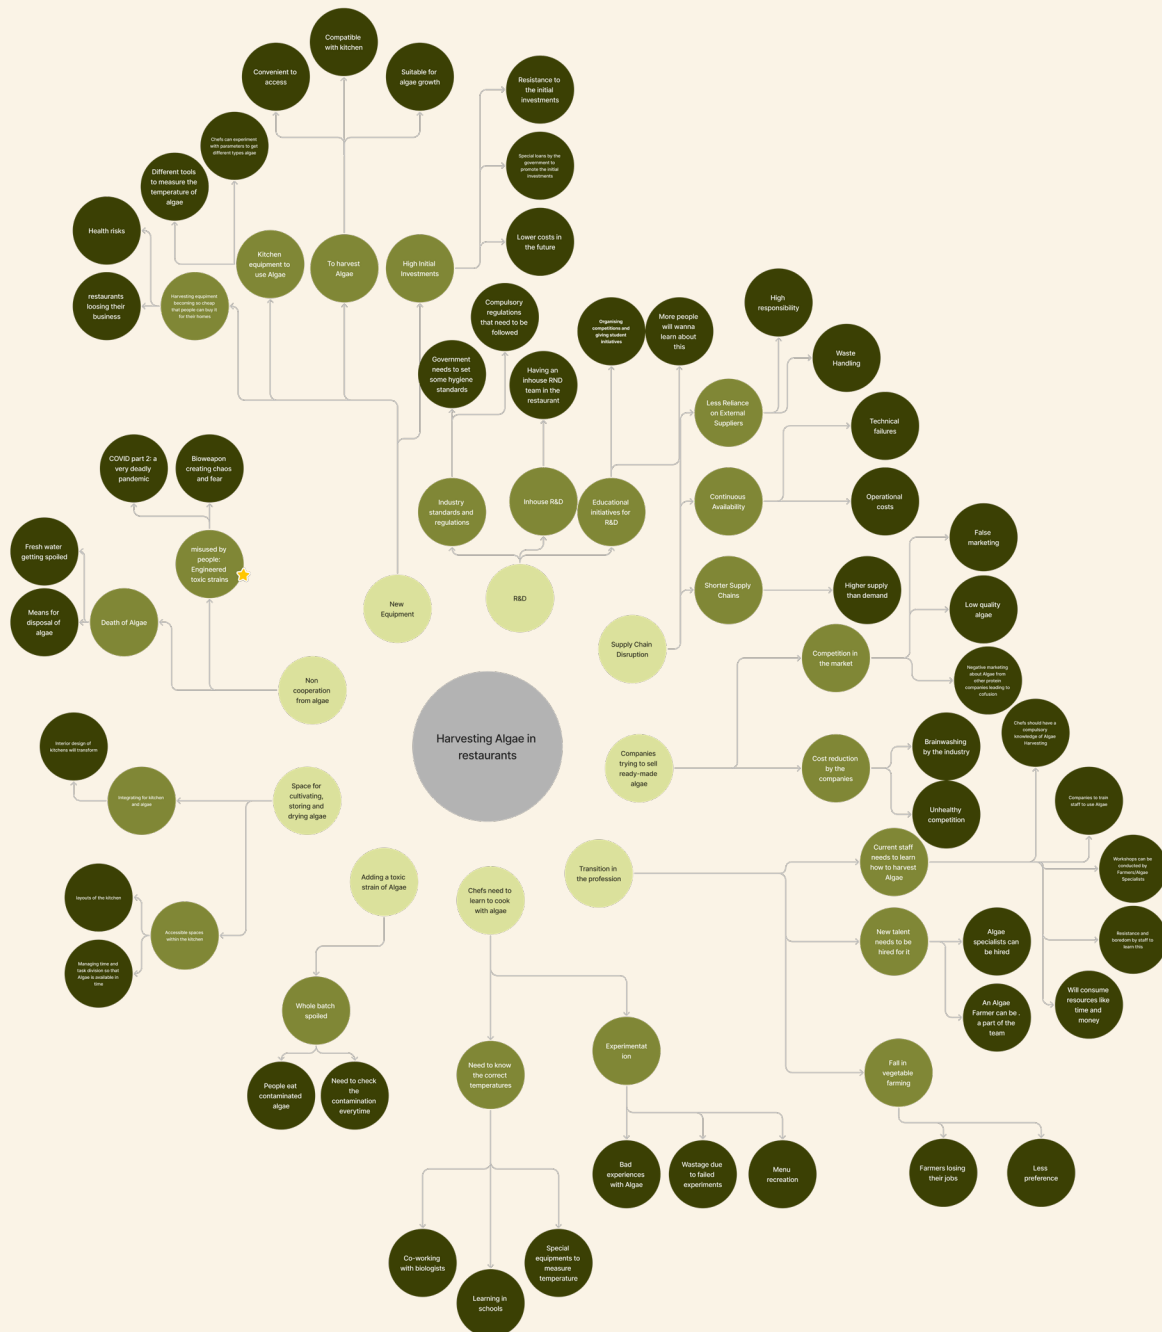 Compatible
with kitchen
Convenient to
access
Suitable for
algae growth
Resistance to
the initial
investments
Chefs can experiment
with paremeters to get
different types algae
Special loans by the
government to
promote the initial
investments
Different tools
to measure the
temperature of
algae
Health risks
Lower costs in
the future
Kitchen
equipment to
use Algae
To harvest
Algae
High Initial
Investments
restaurants
loosing their
business
Harvesting equipment
becoming so cheap
that people can buy it
for their homes
Compulsory
regulations
that need to be
followed
Organising
competitions and
giving student
initiatives
More people
will wanna
learn about
this
High
responsibility
Waste
Handling
Government
needs to set
some hygiene
standards
Having an
inhouse RND
team in the
restaurant
Less Reliance
on External
Suppliers
Technical
failures
COVID part 2: a
very deadly
pandemic
Bioweapon
creating chaos
and fear
Industry
standards and
regulations
Inhouse R&D
Educational
initiatives for
R&D
Continuous
Availability
Operational
costs
Fresh water
getting spoiled
misused by
people:
Engineered
toxic strains
False
marketing
New
Equipment
R&D
Shorter Supply
Chains
Higher supply
than demand
Means for
disposal of
algae
Death of Algae
Low quality
algae
Supply Chain
Disruption
Competition in
the market
Negative marketing
about Algae from
other protein
companies leading to
cofusion
Non
cooperation
from algae
Harvesting Algae in
restaurants
Chefs should have a
compulsory
knowledge of Algae
Harvesting
Interior design of
kitchens will transform
Companies
trying to sell
ready-made
algae
Cost reduction
by the
companies
Brainwashing
by the industry
Integrating for kitchen
and algae
Space for
cultivating,
storing and
drying algae
Unhealthy
competition
Companies to train
staff to use Algae
Current staff
needs to learn
how to harvest
Algae
Workshops can be
conducted by
Farmers/Algae
Specialists
Adding a toxic
strain of Algae
Chefs need to
learn to cook
with algae
Transition in
the profession
layouts of the kitchen
Accessible spaces
within the kitchen
New talent
needs to be
hired for it
Algae
specialists can
be hired
Resistance and
boredom by staff to
learn this
Managing time and
task division so that
Algae is available in
time
Whole batch
spoiled
An Algae
Farmer can be .
a part of the
team
Will consume
resources like
time and
money
Experimentat
ion
Need to know
the correct
temperatures
Fall in
vegetable
farming
People eat
contaminated
algae
Need to check
the
contamination
everytime
Bad
experiences
with Algae
Wastage due
to failed
experiments
Menu
recreation
Farmers losing
their jobs
Less
preference
Co-working
with biologists
Learning in
schools
Special
equipments to
measure
temperature